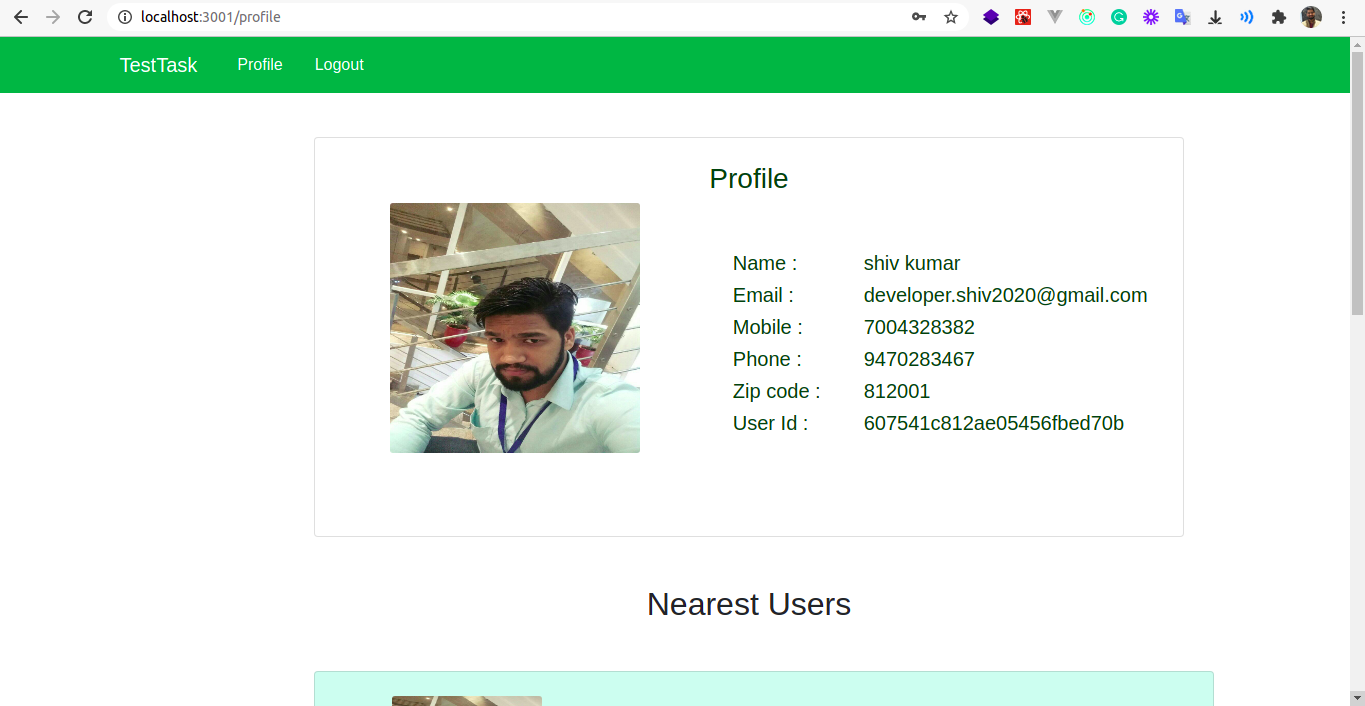 localhost:3001/profile
TestTask Profile Logout
Profile
Name : shiv kumar
Email : developer.shiv2020@gmail.com
Mobile : 7004328382
Phone : 9470283467
Zip code : 812001
User Id : 607541c812ae05456fbed70b
Nearest Users